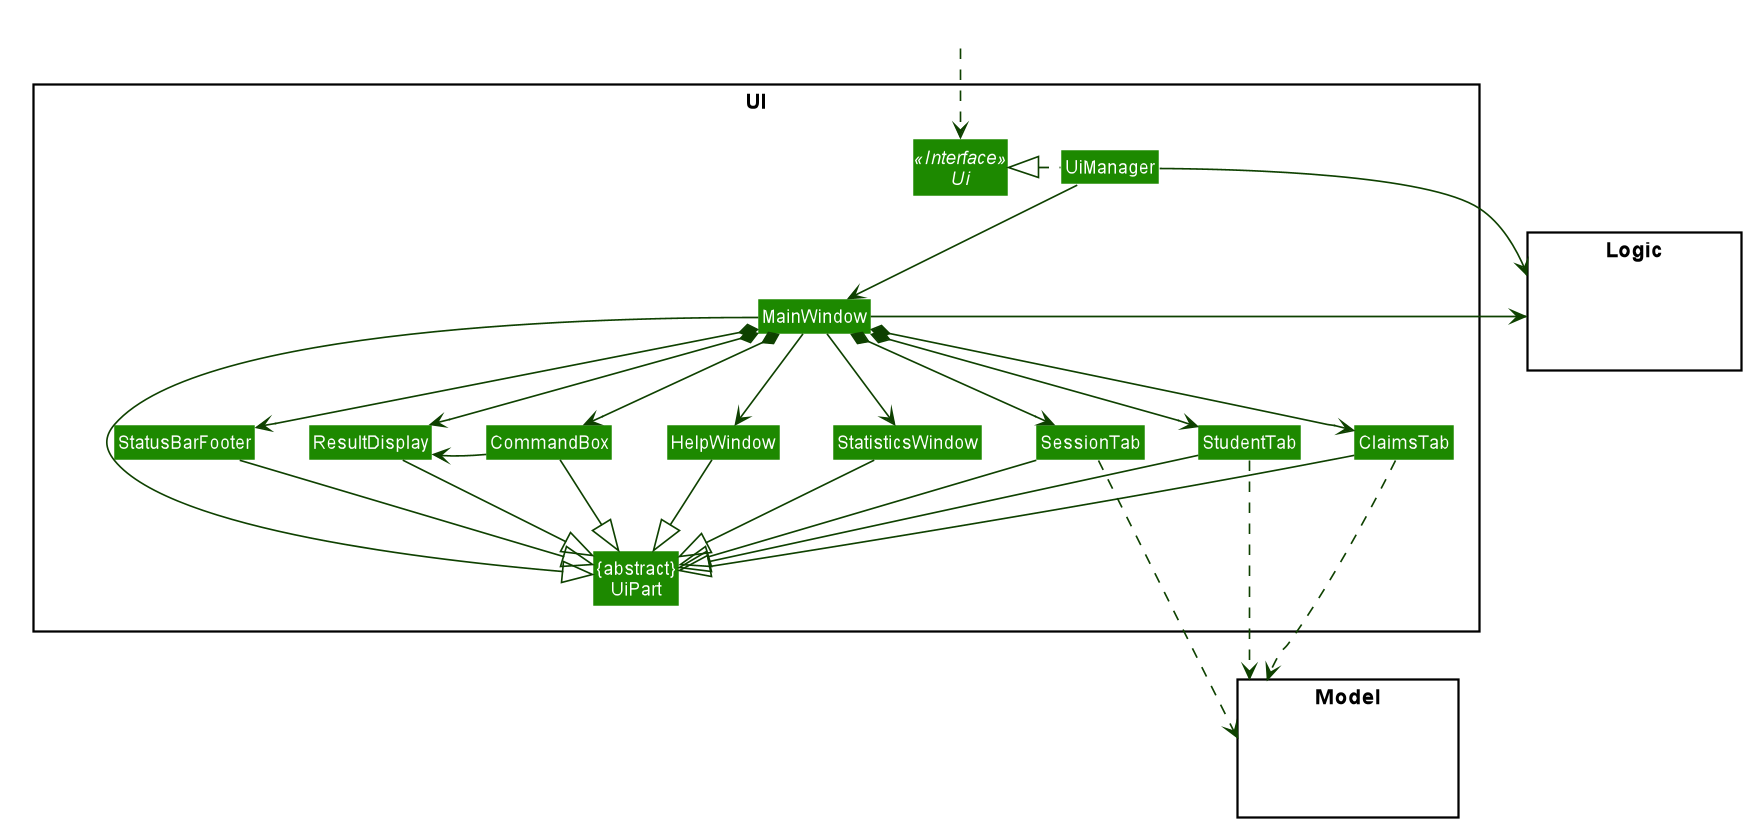 UI
«Interface»
Ui
UiManager
Logic
MainWindow
StatusBarFooter
ResultDisplay
CommandBox
HelpWindow
StatisticsWindow
SessionTab
StudentTab
ClaimsTab
{abstract}
UiPart
Model